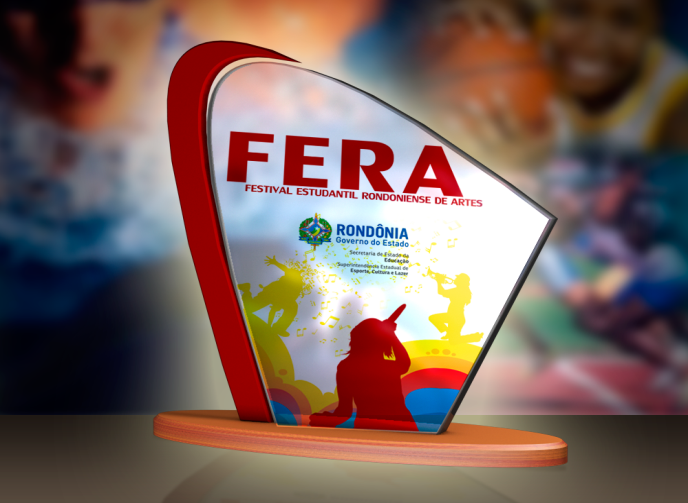 FERA
FESTIVAL ESTUDANTIL RONDONIENSE DE ARTES
RONDÔNIA
Governo do Estado
Secretaria de Estado da
Educação
Superintendência Estadual de
Esporte, Cultura e Lazer